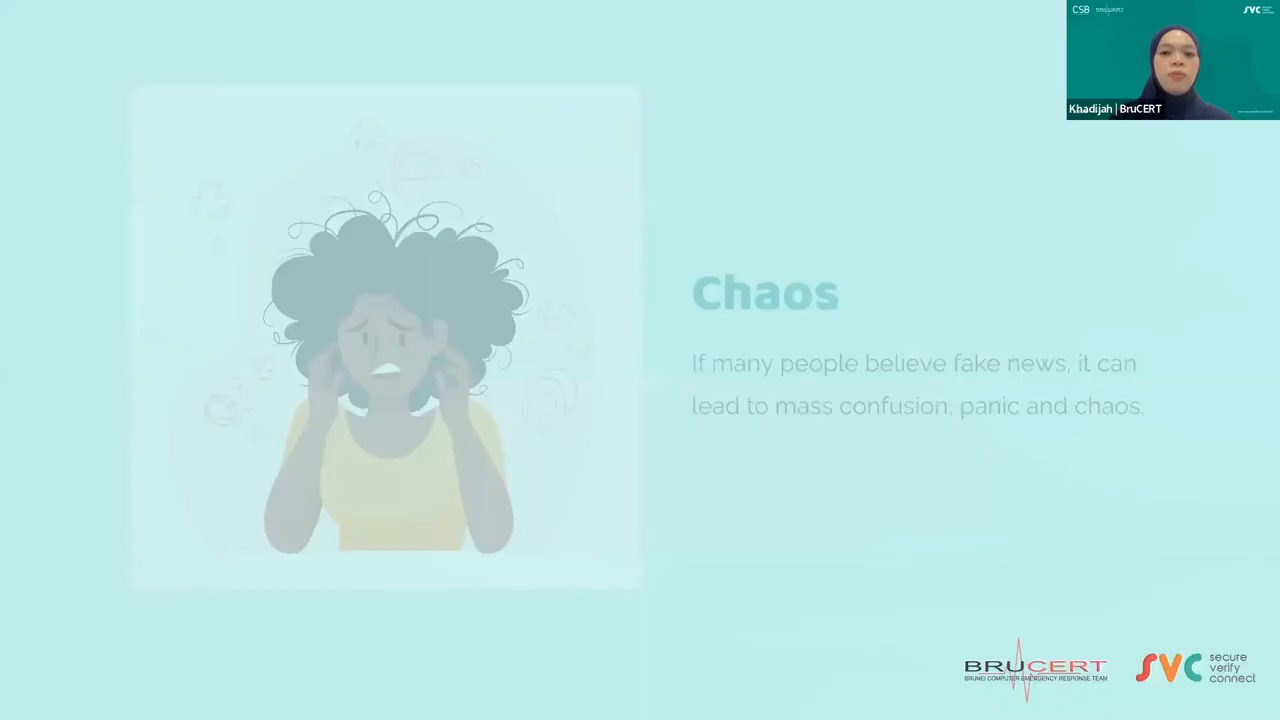 CSB
Khadijah | BruCERT
Chaos
If many people believe fake news, it can
lead to mass confusion, panic and chaos.
BRUCERT
BRUNEI COMPUTER EMERGENCY RESPONSE TEAM
SVC
secure
verify
connect